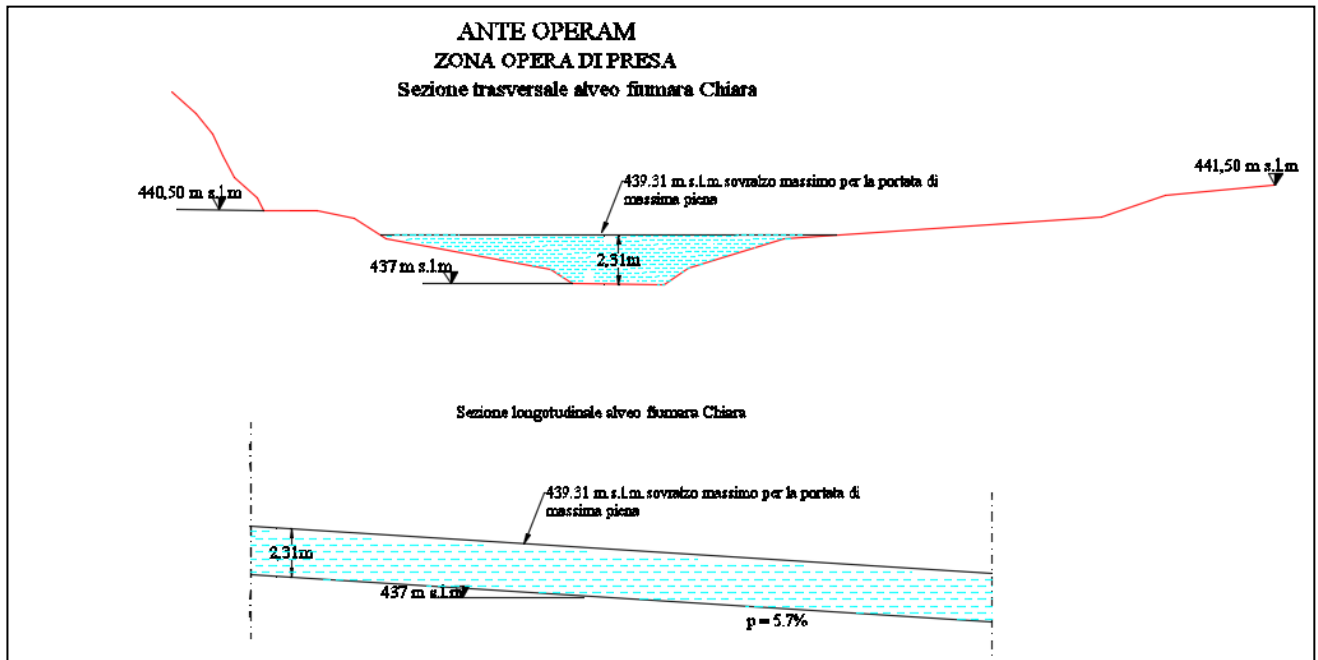 ANTE OPERAM
ZONA OPERA DI PRESA
Sezione trasversale alveo fiumara Chiara
441,50 m s.l.m
440,50 m s.l.m
439.31 m s.l.m. sovralzo massimo per la portata di
massima piena
2,31m
437 m s.l.m
Sezione longotudinale alveo fiumara Chiara
439.31 m s.l.m. sovralzo massimo per la portata di
massima piena
2,31m
437 m s.l.m
p = 5.7%